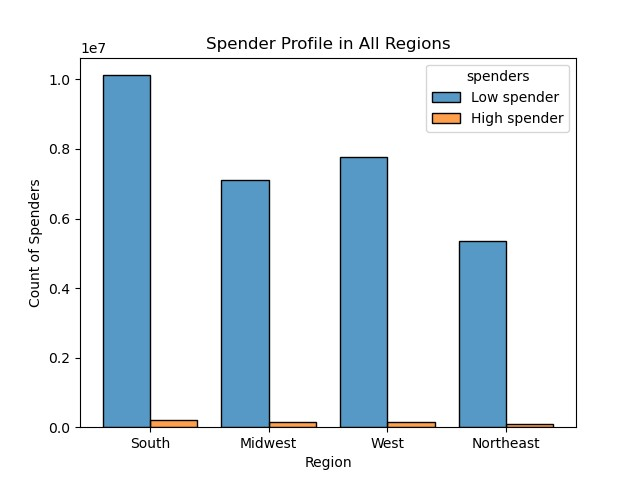 Spender Profile in All Regions
1e7
spenders
Low spender
High spender
1.0
0.8
0.6
0.4
0.2
0.0
Count of Spenders
South Midwest West Northeast
Region